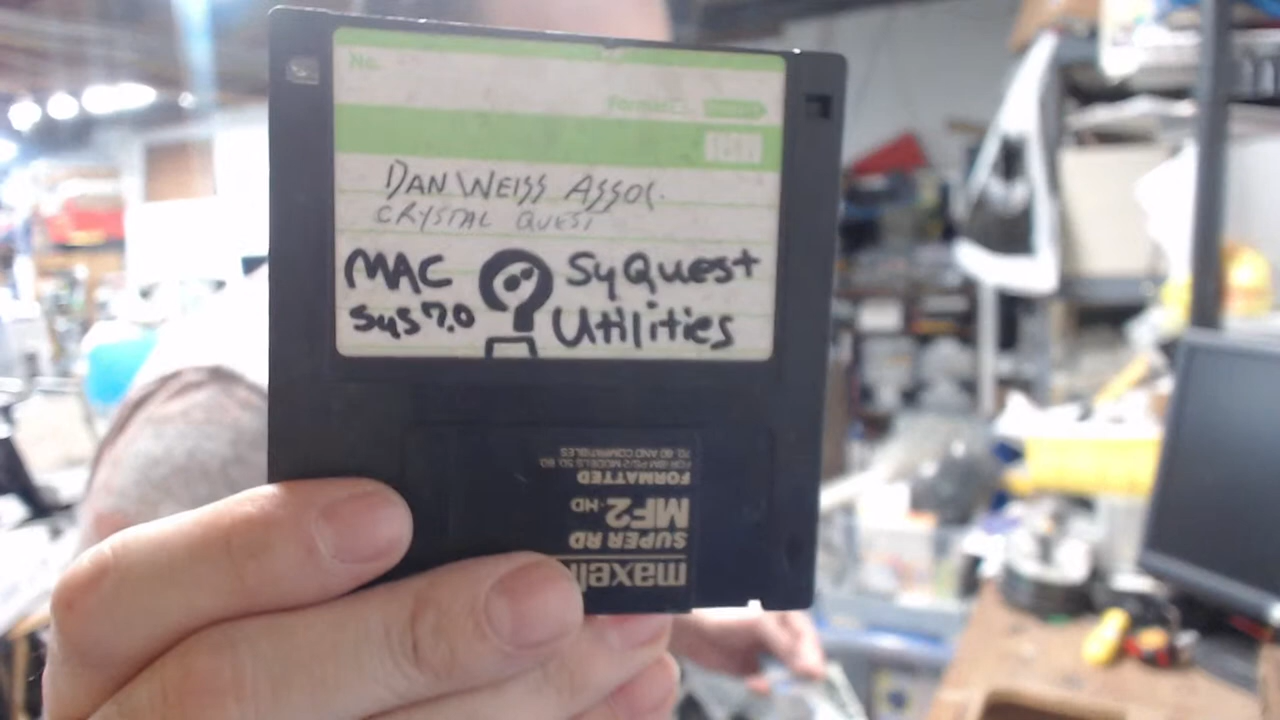 No.
DAN WEISS ASSOC.
CRYSTAL QUEST
MAC SyQuest
Sys 7.0 Utilities
maxell
SUPER RD
MF2-HD
FORMATTED
FOR IBM PS/2 MODELS 50, 60
70, 80 AND COMPATIBLES